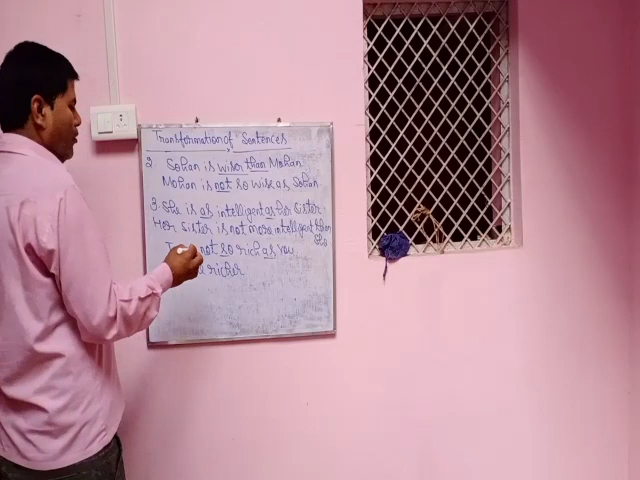 Transformation of Sentences
2. Sohan is wiser than Mohan
Mohan is not so wise as Sohan
3. She is as intelligent as her sister
Her sister is not more intelligent than
She
I not so rich as you
richer